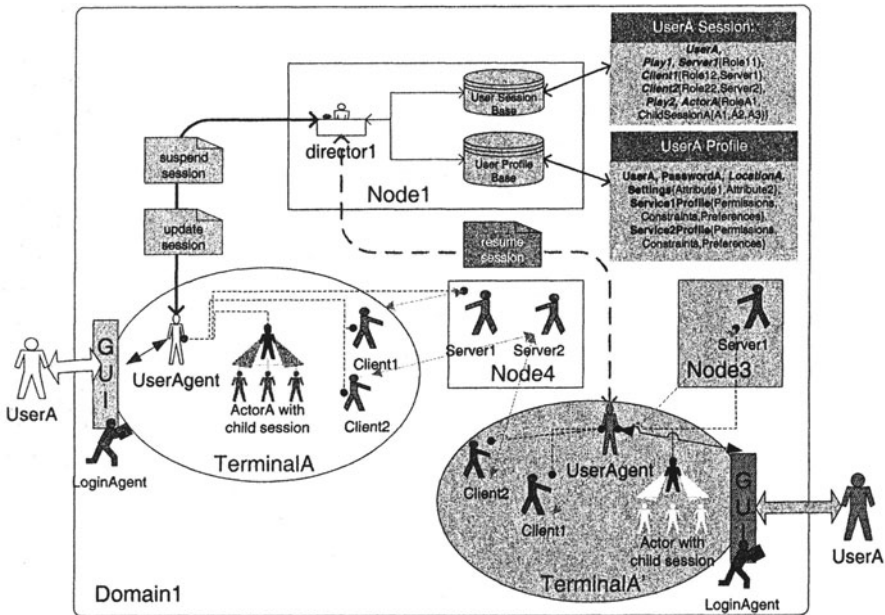 UserA Session:
UserA,
Play1, Server1(Role11),
Client1(Role12,Server1)
Client2(Role22,Server2)
Play2, ActorA(RoleA1,
ChildSessionA(A1,A2,A3))
User Session
Base
director1
suspend
session
User Profile
Base
Node1
UserA Profile
UserA, PasswordA, LocationA,
Settings(Attribute1,Attribute2)
Service1Profile(Permissions,
Constraints,Preferences)
Service2Profile(Permissions,
Constraints,Preferences)
update
session
resume
session
GUI
UserA
UserAgent
ActorA with
child session
Client1
Client2
TerminalA
LoginAgent
Server1
Server2
Node4
Server1
Node3
UserAgent
Client2
Client1
Actor with
child session
TerminalA'
GUI
UserA
LoginAgent
Domain1